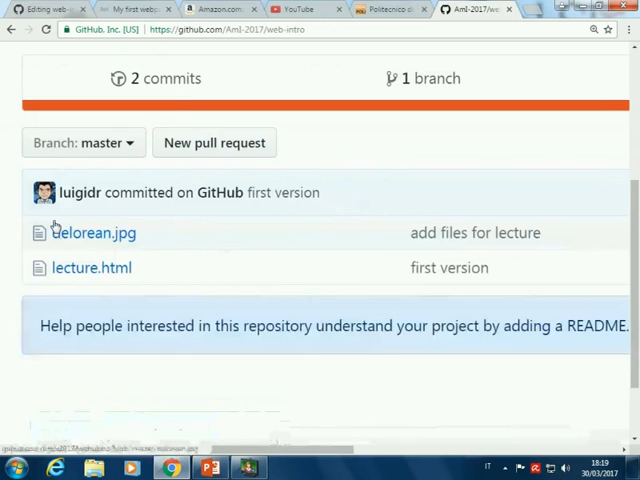 Editing web-
My first webp
Amazon.com
YouTube
Politecnico d
AmI-2017/we
GitHub, Inc. [US]
https://github.com/AmI-2017/web-intro
2 commits
1 branch
Branch: master
New pull request
luigidr committed on GitHub first version
delorean.jpg
add files for lecture
lecture.html
first version
Help people interested in this repository understand your project by adding a README.
IT
18:19
30/03/2017